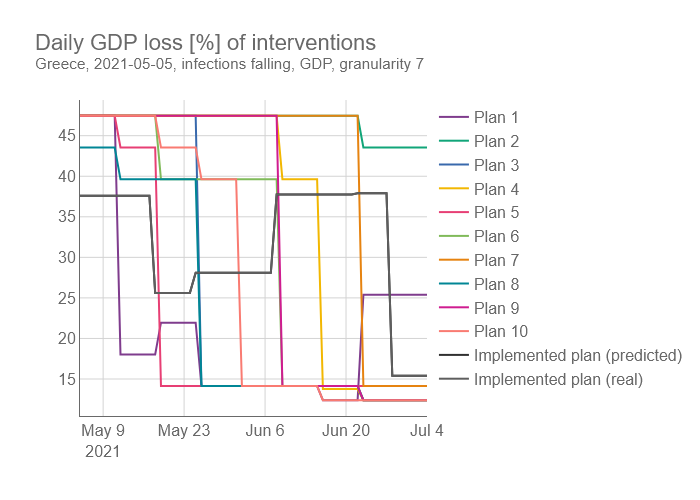 Daily GDP loss [%] of interventions
Greece, 2021-05-05, infections falling, GDP, granularity 7
45
40
35
30
25
20
15
May 9
2021
May 23
Jun 6
Jun 20
Jul 4
Plan 1
Plan 2
Plan 3
Plan 4
Plan 5
Plan 6
Plan 7
Plan 8
Plan 9
Plan 10
Implemented plan (predicted)
Implemented plan (real)